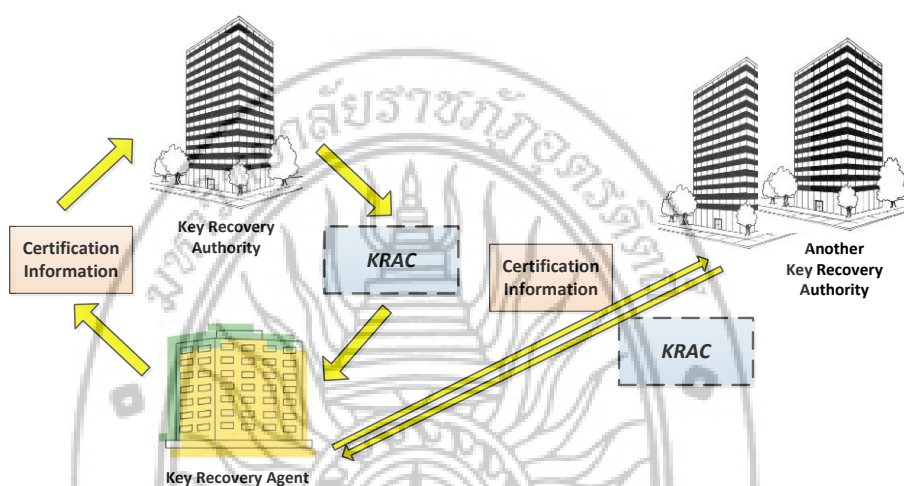 Key Recovery
Authority
Certification
Information
KRAC
Certification
Information
Another
Key Recovery
Authority
KRAC
Key Recovery Agent